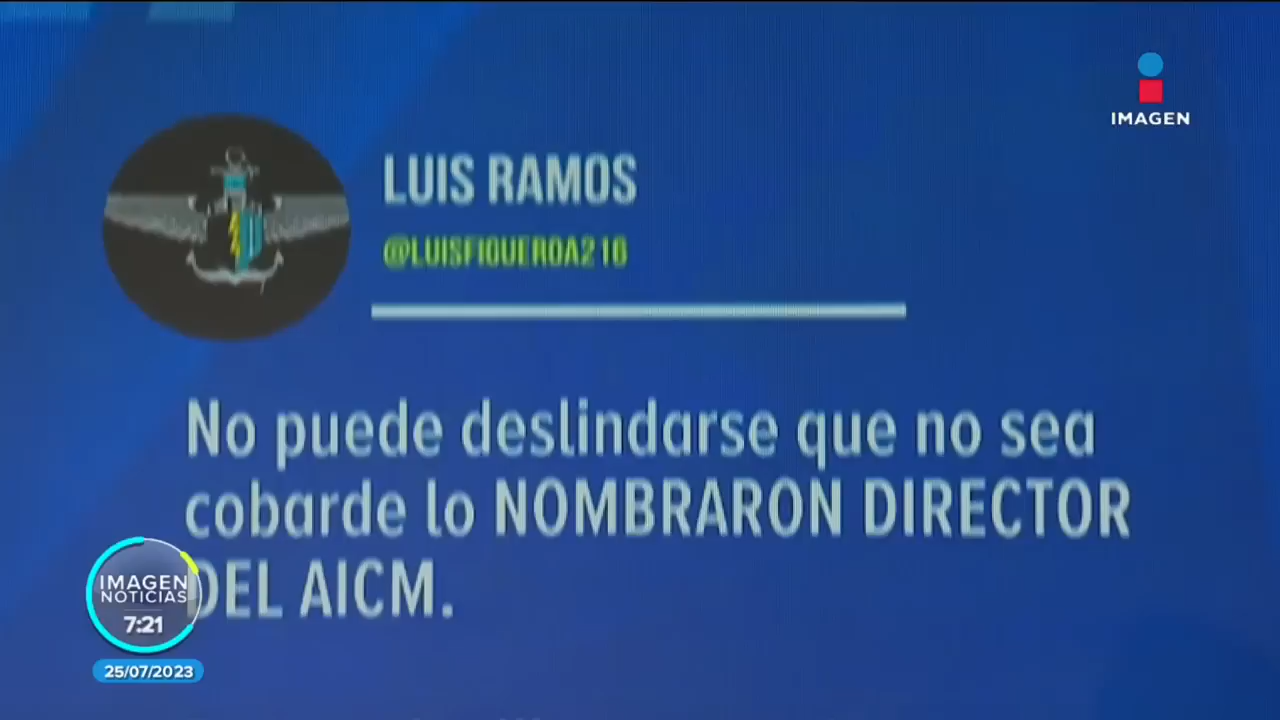 IMAGEN
LUIS RAMOS
@LUISFIGUEROA216
No puede deslindarse que no sea
cobarde lo NOMBRARON DIRECTOR
DEL AICM.
IMAGEN
NOTICIAS
7:21
25/07/2023